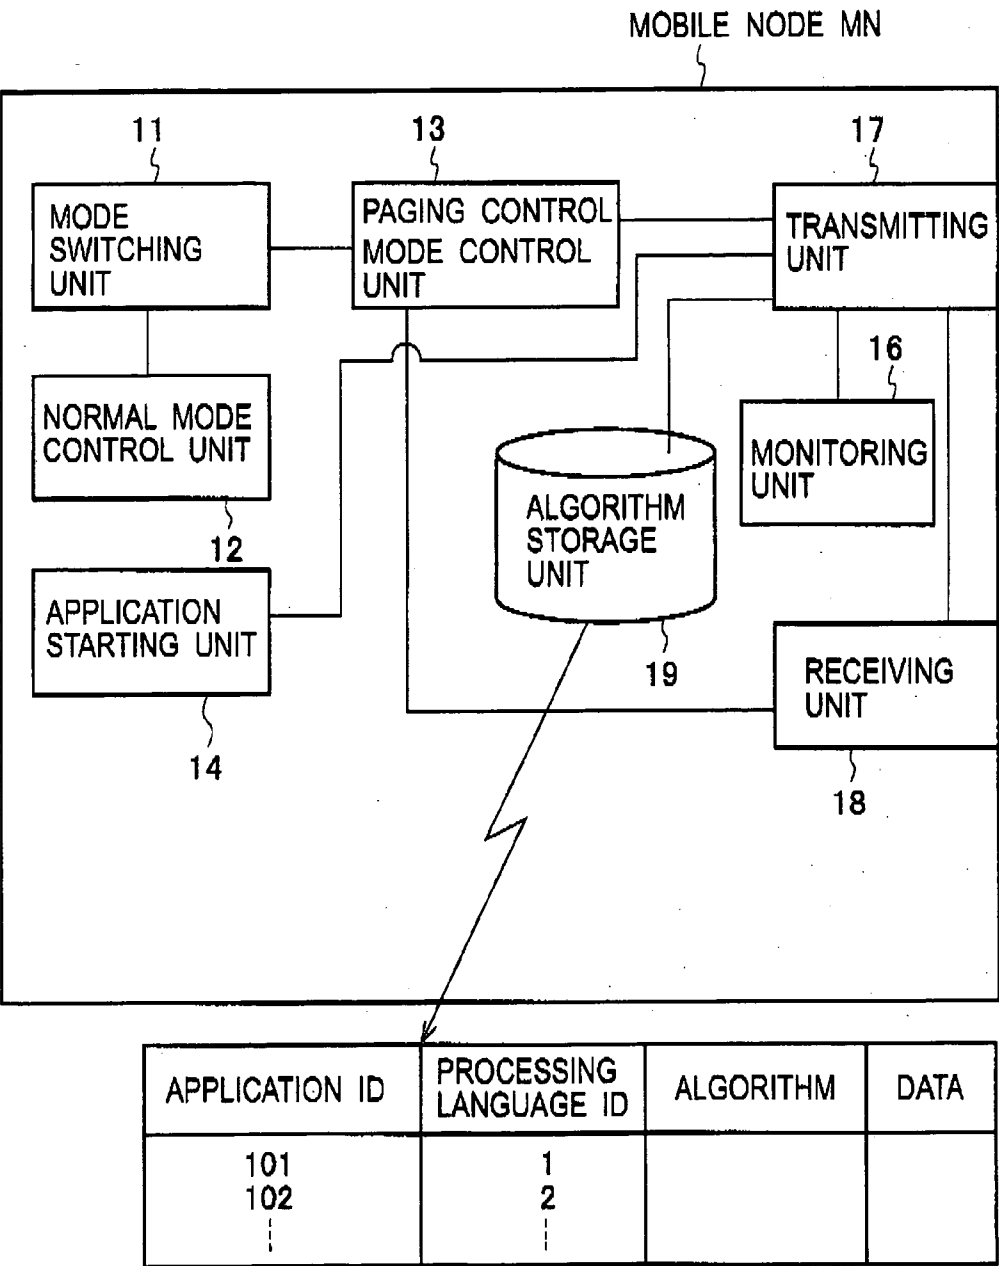 MOBILE NODE MN
11
13
17
MODE
SWITCHING
UNIT
PAGING CONTROL
MODE CONTROL
UNIT
TRANSMITTING
UNIT
16
NORMAL MODE
CONTROL UNIT
MONITORING
UNIT
ALGORITHM
STORAGE
UNIT
12
APPLICATION
STARTING UNIT
19
RECEIVING
UNIT
14
18
APPLICATION ID
PROCESSING
LANGUAGE ID
ALGORITHM
DATA
101
1
102
2